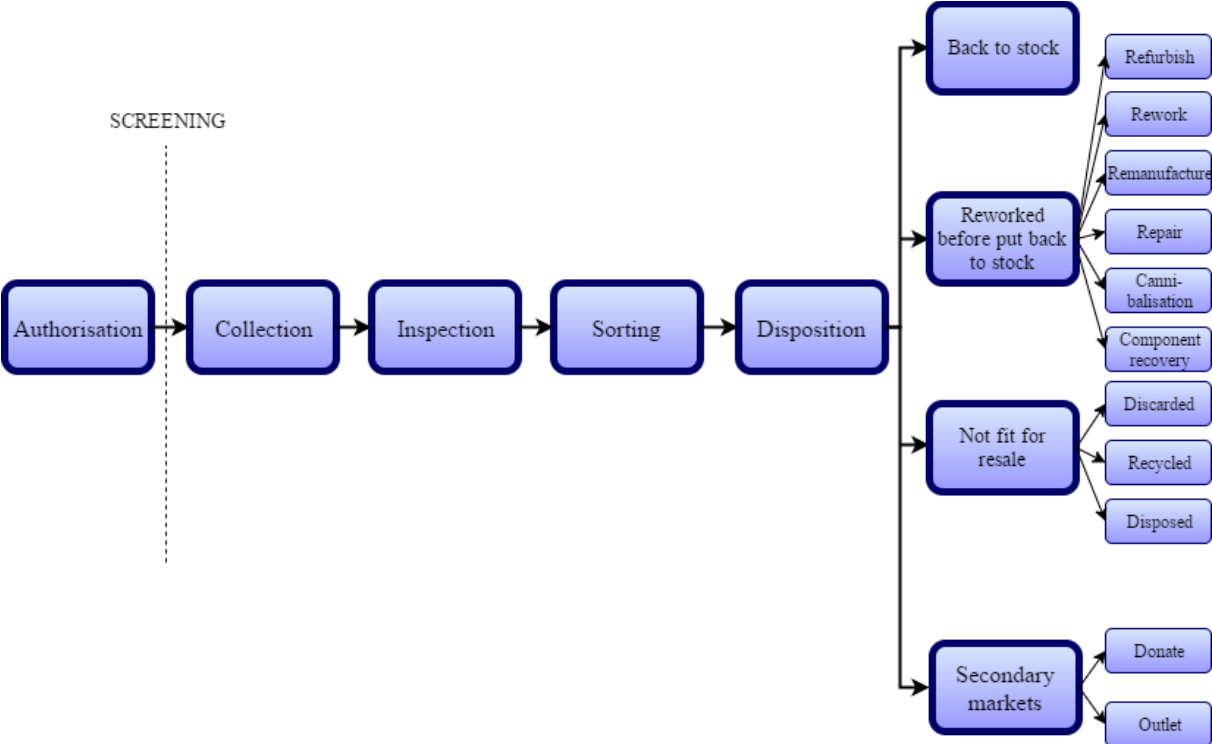 SCREENING
Authorisation
Collection
Inspection
Sorting
Disposition
Back to stock
Reworked
before put back
to stock
Refurbish
Rework
Remanufacture
Repair
Canni-
balisation
Component
recovery
Not fit for
resale
Discarded
Recycled
Disposed
Secondary
markets
Donate
Outlet